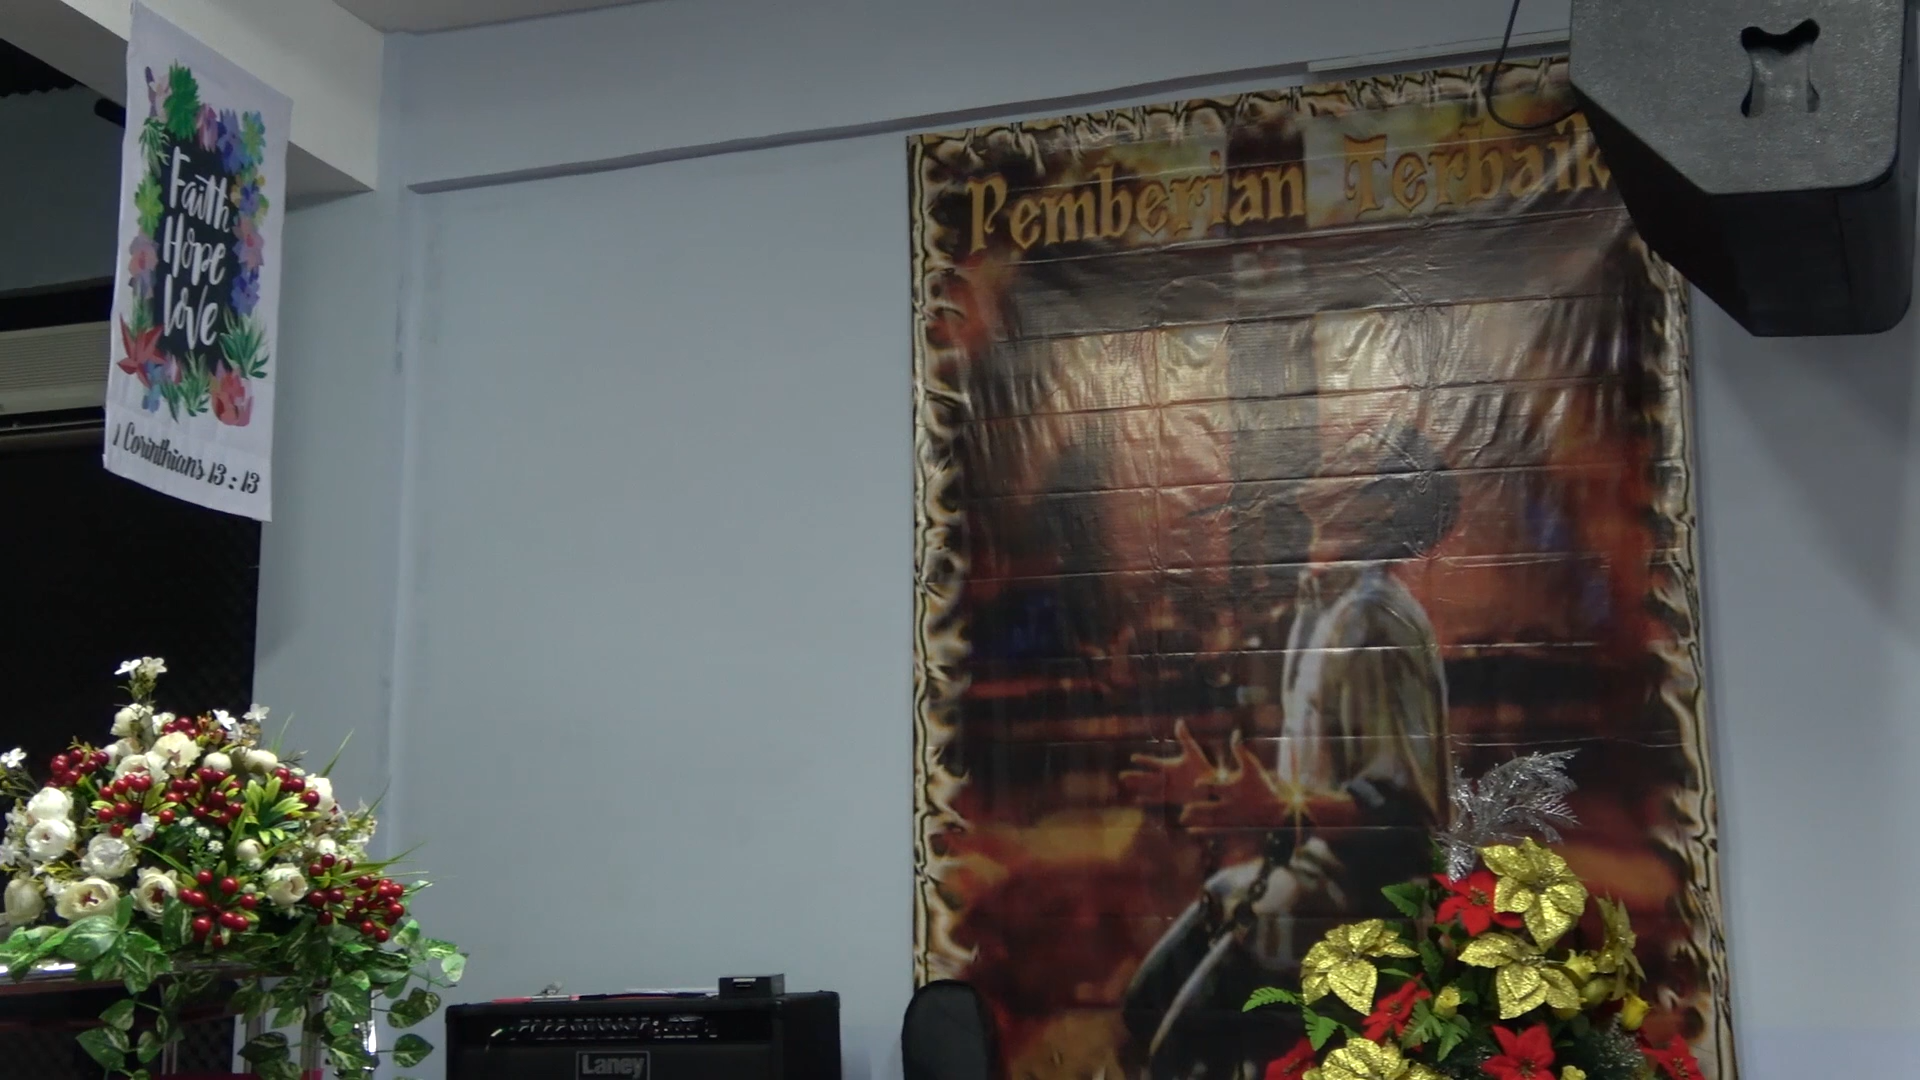 Faith
Hope
love
1 Corinthians 13 : 13
Pemberian Terbaik
Laney